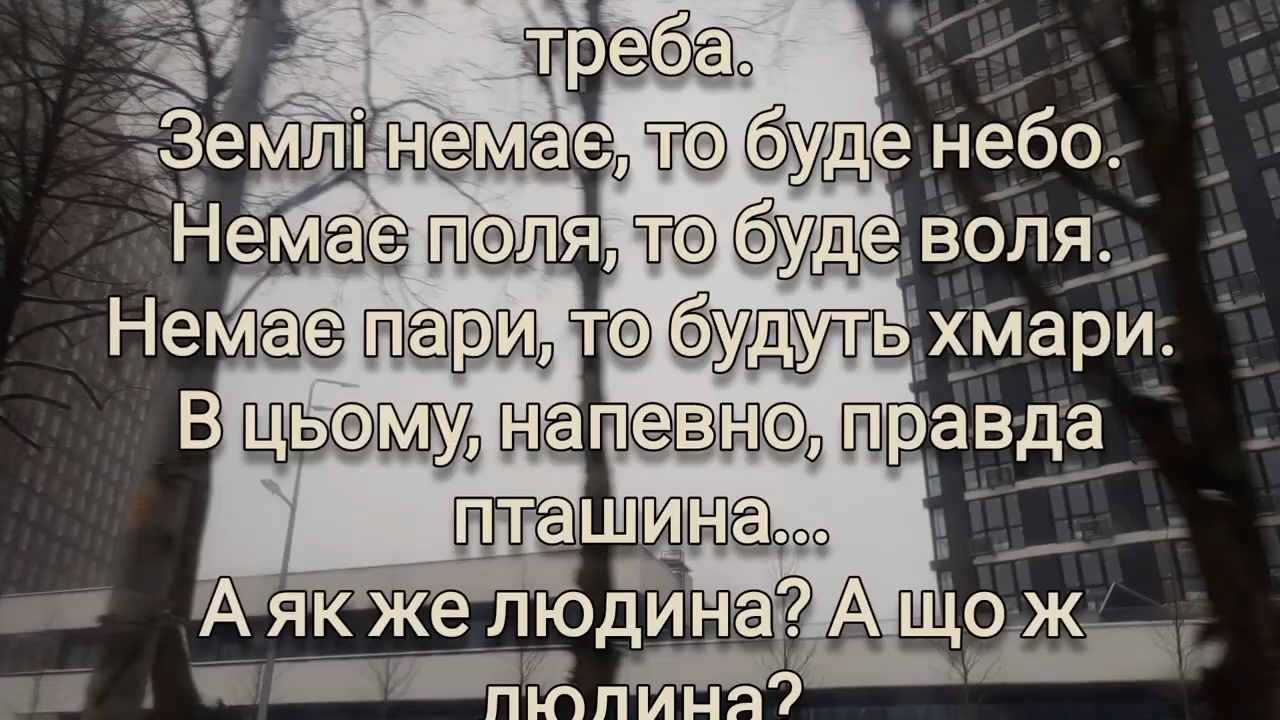 треба.
Землі немає, то буде небо.
Немає поля, то буде воля.
Немає пари, то будуть хмари.
В цьому, напевно, правда
пташина...
А як же людина? А що ж
людина?